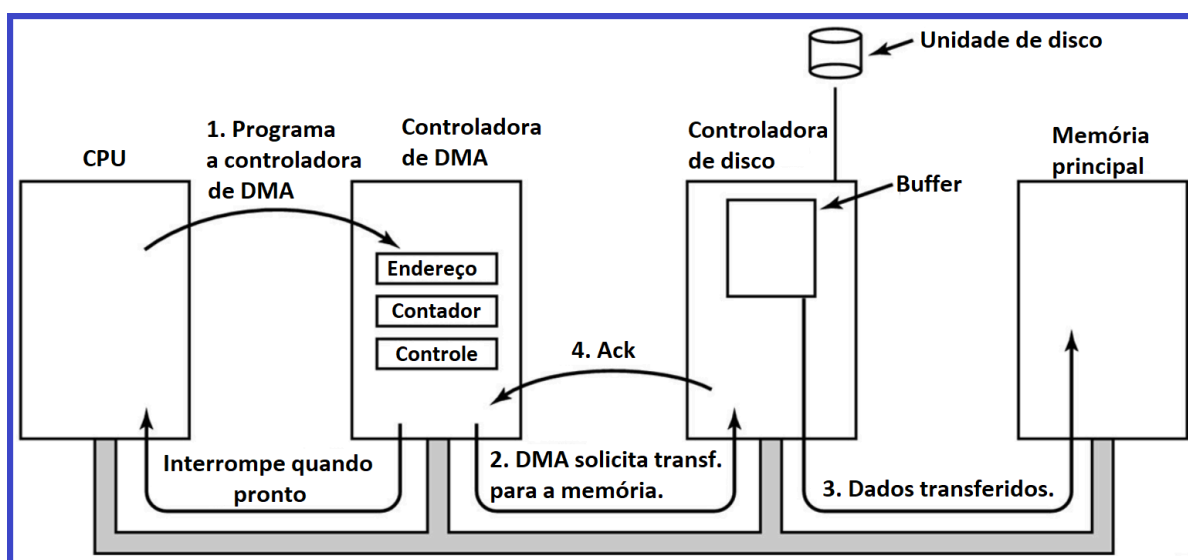 Unidade de disco
1. Programa
a controladora
de DMA
CPU
Controladora
de DMA
Controladora
de disco
Memória
principal
Buffer
Endereço
Contador
Controle
4. Ack
Interrompe quando
pronto
2. DMA solicita transf.
para a memória.
3. Dados transferidos.